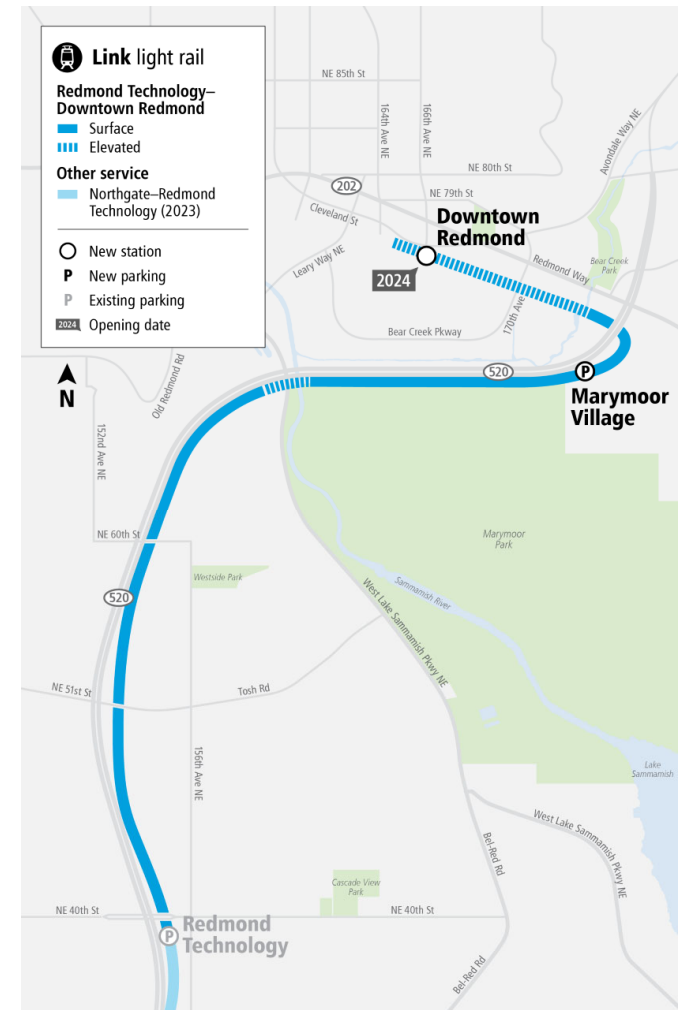 Link light rail
Redmond Technology–
Downtown Redmond
Surface
Elevated
Other service
Northgate–Redmond
Technology (2023)
New station
P New parking
P Existing parking
2024 Opening date
N
NE 85th St
164th Ave NE
166th Ave NE
Avondale Way NE
NE 80th St
202
NE 79th St
Cleveland St
Downtown
Redmond
Leary Way NE
Redmond Way
Bear Creek
Park
2024
170th Ave
Bear Creek Pkway
520
P
Marymoor
Village
Old Redmond Rd
152nd Ave NE
NE 60th St
Marymoor
Park
Westside Park
Sammamish River
520
West Lake Sammamish Pkwy NE
NE 51st St
Tosh Rd
156th Ave NE
Lake
Sammamish
West Lake Sammamish Pkwy NE
Bel-Red Rd
Cascade View
Park
NE 40th St
NE 40th St
P
Redmond
Technology
Bel-Red Rd